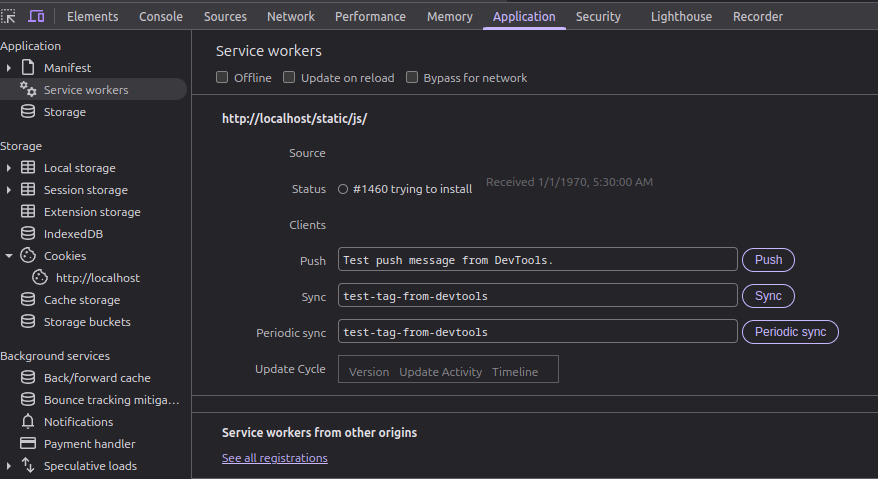 Elements Console Sources Network Performance Memory Application Security Lighthouse Recorder
Application
Manifest
Service workers
Storage
Storage
Local storage
Session storage
Extension storage
IndexedDB
Cookies
http://localhost
Cache storage
Storage buckets
Background services
Back/forward cache
Bounce tracking mitiga...
Notifications
Payment handler
Speculative loads
Service workers
Offline Update on reload Bypass for network
http://localhost/static/js/
Source
Status #1460 trying to install Received 1/1/1970, 5:30:00 AM
Clients
Push Test push message from DevTools. Push
Sync test-tag-from-devtools Sync
Periodic sync test-tag-from-devtools Periodic sync
Update Cycle Version Update Activity Timeline
Service workers from other origins
See all registrations